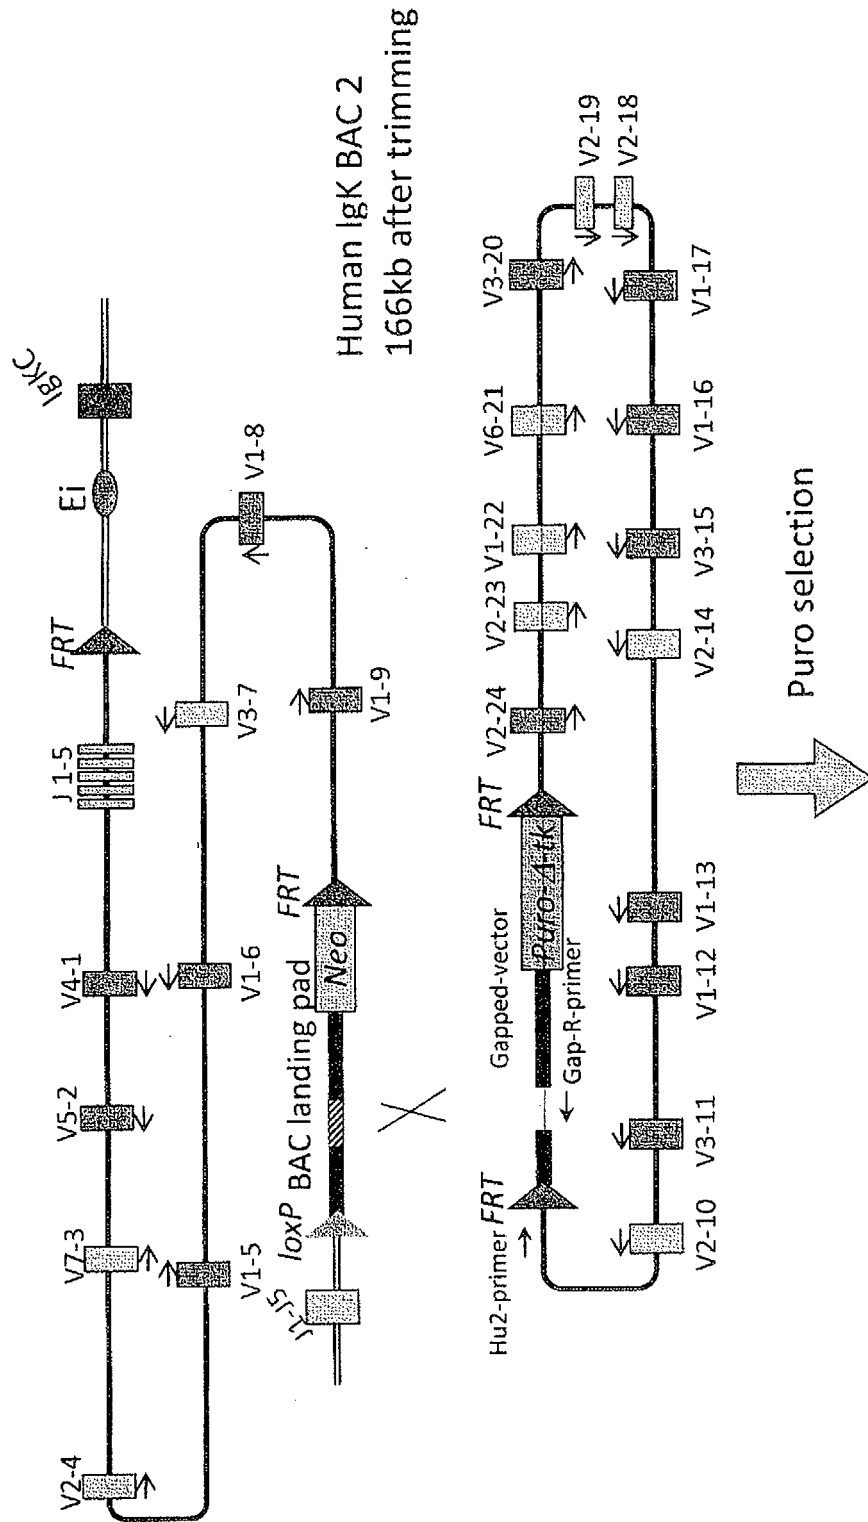 IgKC
Ei
FRT
J 1-5
V4-1
V5-2
V7-3
V2-4
V1-5
V1-6
V3-7
V1-8
V1-9
FRT
Neo
BAC landing pad
loxP
J1-J5
Human IgK BAC 2
166kb after trimming
Hu2-primer
FRT
Gapped-vector
Gap-R-primer
Puro-Δ-tk
FRT
V2-24
V2-23
V1-22
V6-21
V3-20
V2-19
V2-18
V1-17
V1-16
V3-15
V2-14
V1-13
V1-12
V3-11
V2-10
Puro selection